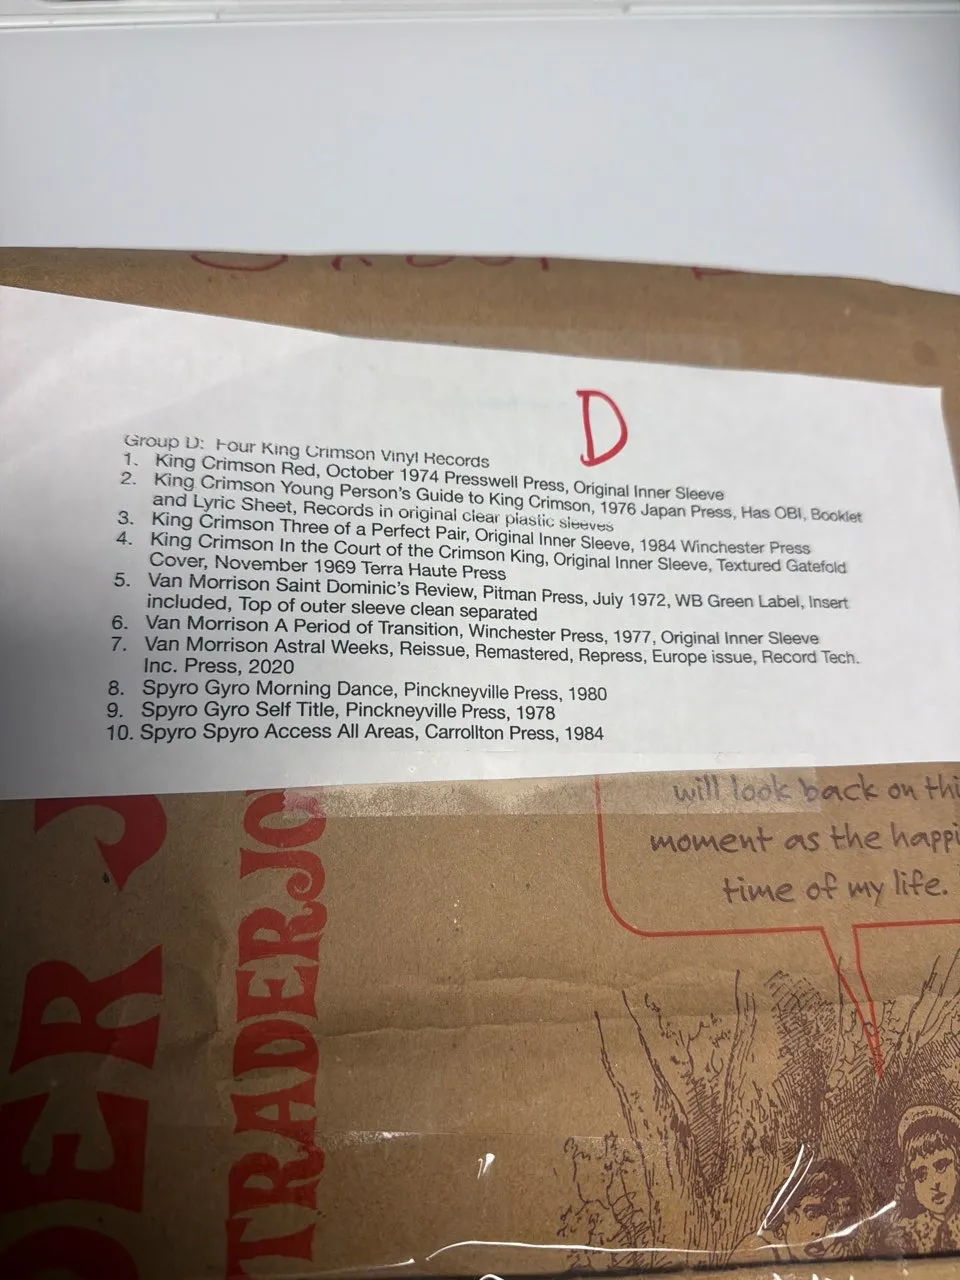 D
Group D: Four King Crimson Vinyl Records
1. King Crimson Red, October 1974 Presswell Press, Original Inner Sleeve
2. King Crimson Young Person's Guide to King Crimson, 1976 Japan Press, Has OBI, Booklet
and Lyric Sheet, Records in original clear plastic sleeves
3. King Crimson Three of a Perfect Pair, Original Inner Sleeve, 1984 Winchester Press
4. King Crimson In the Court of the Crimson King, Original Inner Sleeve, Textured Gatefold
Cover, November 1969 Terra Haute Press
5. Van Morrison Saint Dominic's Review, Pitman Press, July 1972, WB Green Label, Insert
included, Top of outer sleeve clean separated
6. Van Morrison A Period of Transition, Winchester Press, 1977, Original Inner Sleeve
7. Van Morrison Astral Weeks, Reissue, Remastered, Repress, Europe issue, Record Tech.
Inc. Press, 2020
8. Spyro Gyro Morning Dance, Pinckneyville Press, 1980
9. Spyro Gyro Self Title, Pinckneyville Press, 1978
10. Spyro Spyro Access All Areas, Carrollton Press, 1984
will look back on thi
moment as the happi
time of my life.
DER J
TRADER JO